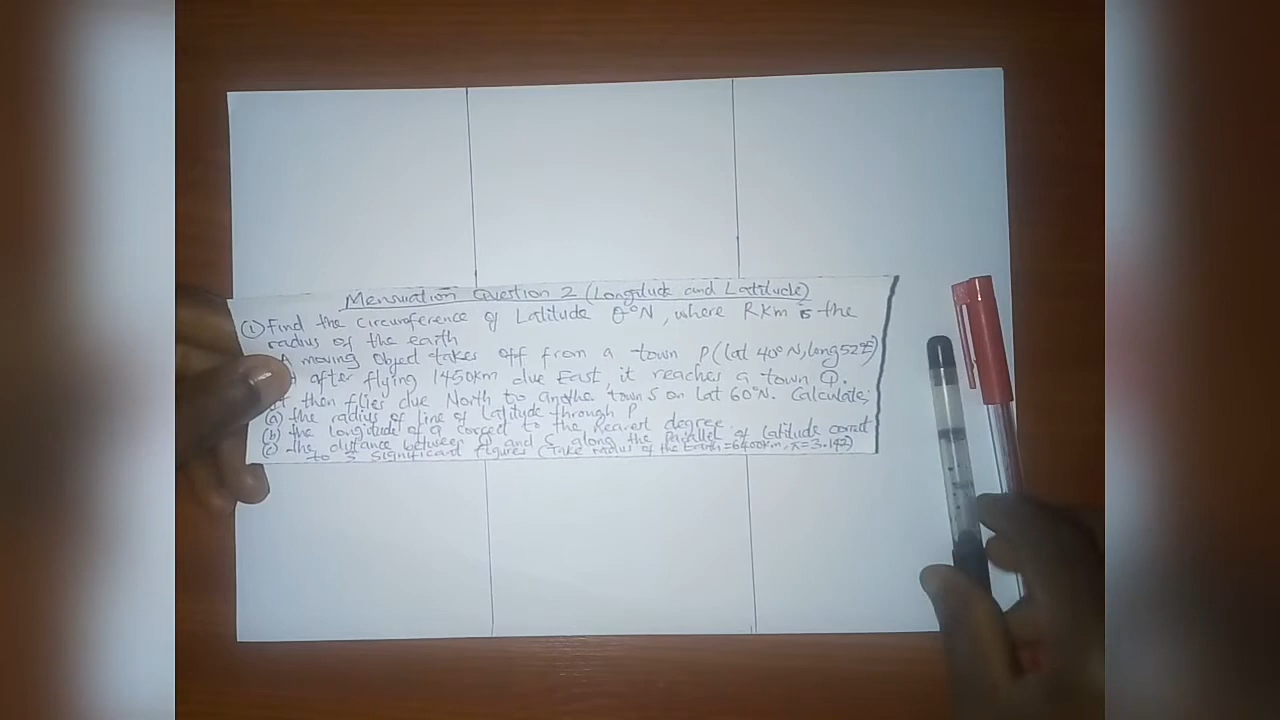 Mensuration Question 2 (Longitude and Latitude)
① Find the Circumference of Latitude θ°N, where Rkm is the
radius of the earth
A moving object takes off from a town P(lat 40°N, long 52°E)
after flying 1450km due East, it reaches a town Q.
then flies due North to another town S on lat 60°N. Calculate;
(a) the radius of line of latitude through P
(b) the longitude of Q correct to the nearest degree
(c) the distance between Q and S along the parallel of latitude correct
to 3 significant figures (Take radius of the Earth = 6400km, π = 3.142)